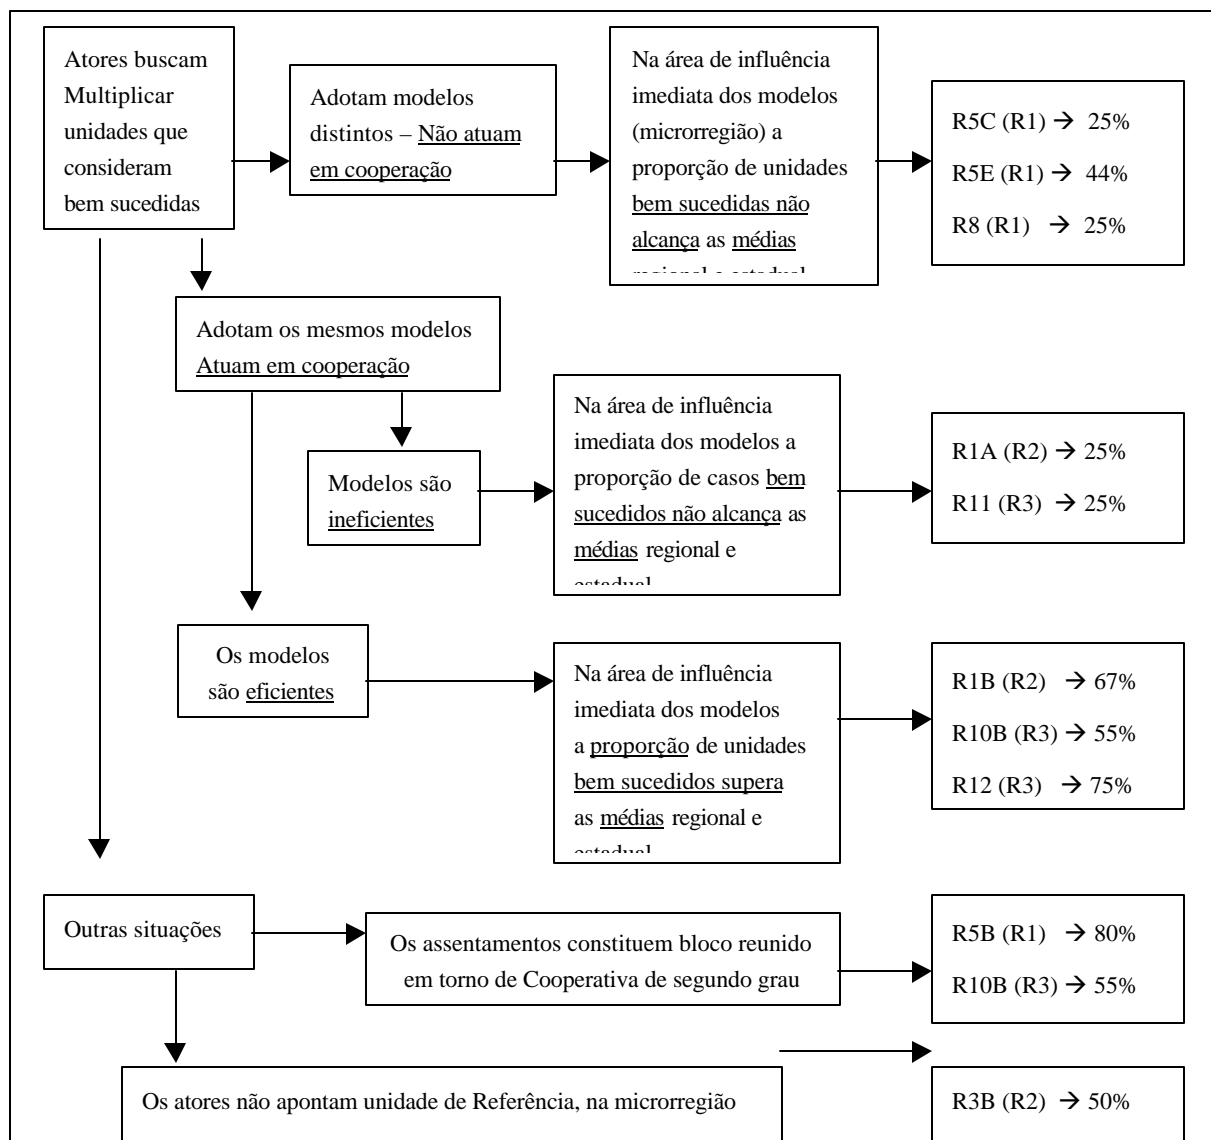 Atores buscam
Multiplicar
unidades que
consideram
bem sucedidas
Adotam modelos
distintos – Não atuam
em cooperação
Na área de influência
imediata dos modelos
(microrregião) a
proporção de unidades
bem sucedidas não
alcança as médias
regional e estadual
R5C (R1) → 25%
R5E (R1) → 44%
R8 (R1) → 25%
Adotam os mesmos modelos
Atuam em cooperação
Modelos são
ineficientes
Na área de influência
imediata dos modelos a
proporção de casos bem
sucedidos não alcança as
médias regional e
estadual
R1A (R2) → 25%
R11 (R3) → 25%
Os modelos
são eficientes
Na área de influência
imediata dos modelos
a proporção de unidades
bem sucedidos supera
as médias regional e
estadual
R1B (R2) → 67%
R10B (R3) → 55%
R12 (R3) → 75%
Outras situações
Os assentamentos constituem bloco reunido
em torno de Cooperativa de segundo grau
R5B (R1) → 80%
R10B (R3) → 55%
Os atores não apontam unidade de Referência, na microrregião
R3B (R2) → 50%